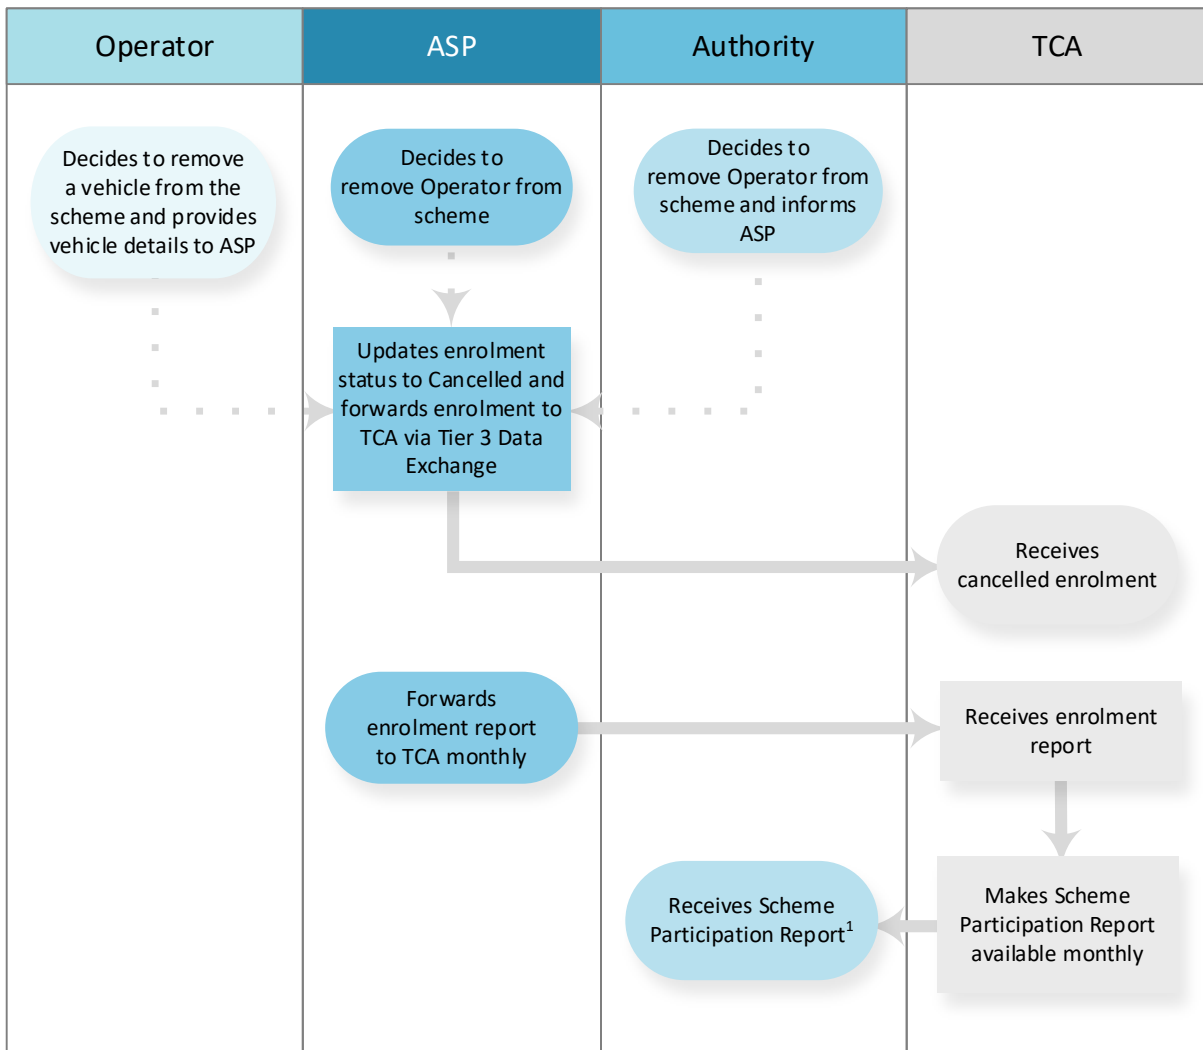 Operator
ASP
Authority
TCA
Decides to remove
a vehicle from the
scheme and provides
vehicle details to ASP
Decides to
remove Operator from
scheme
Decides to
remove Operator from
scheme and informs
ASP
Updates enrolment
status to Cancelled and
forwards enrolment to
TCA via Tier 3 Data
Exchange
Receives
cancelled enrolment
Forwards
enrolment report
to TCA monthly
Receives enrolment
report
Receives Scheme
Participation Report¹
Makes Scheme
Participation Report
available monthly